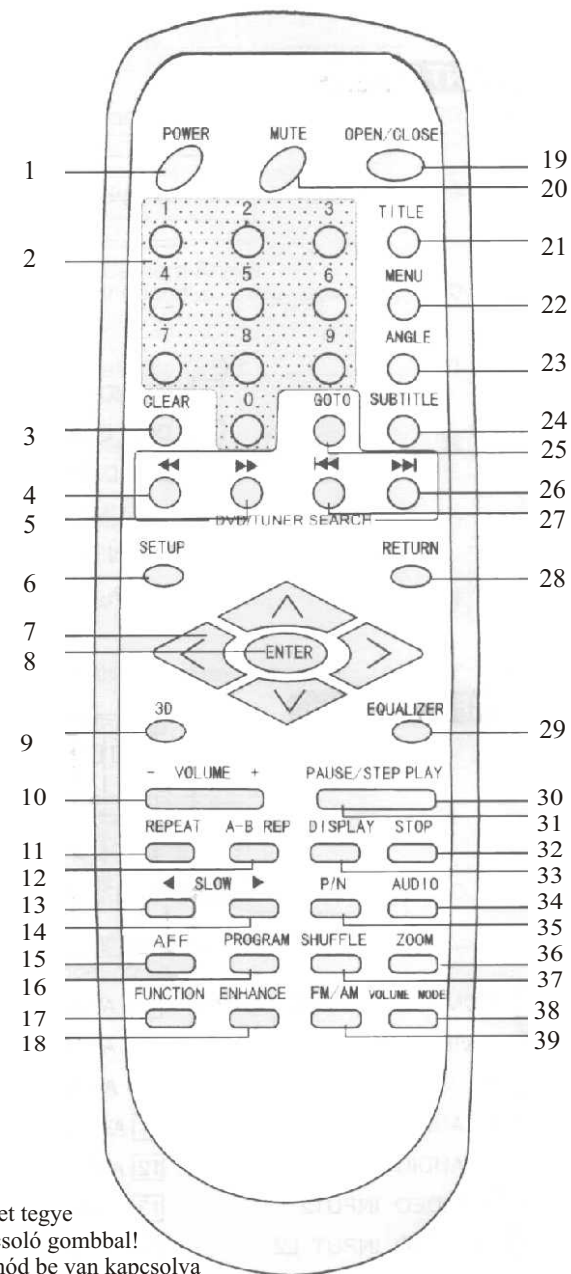 POWER MUTE OPEN/CLOSE
1 19
20
1 2 3 TITLE
2 21
4 5 6 MENU
22
7 8 9 ANGLE
23
CLEAR 0 GOTO SUBTITLE
3 24
25
4 26
5 DVD/TUNER SEARCH 27
SETUP RETURN
6 28
7
8 ENTER
3D EQUALIZER
9 29
- VOLUME + PAUSE/STEP PLAY
10 30
31
REPEAT A-B REP DISPLAY STOP
11 32
12 33
◀ SLOW ▶ P/N AUDIO
13 34
14 35
AFF PROGRAM SHUFFLE ZOOM
15 36
16 37
FUNCTION ENHANCE FM/AM VOLUME MODE
17 38
18 39
et tegye
soló gombbal!
nód be van kapcsolva